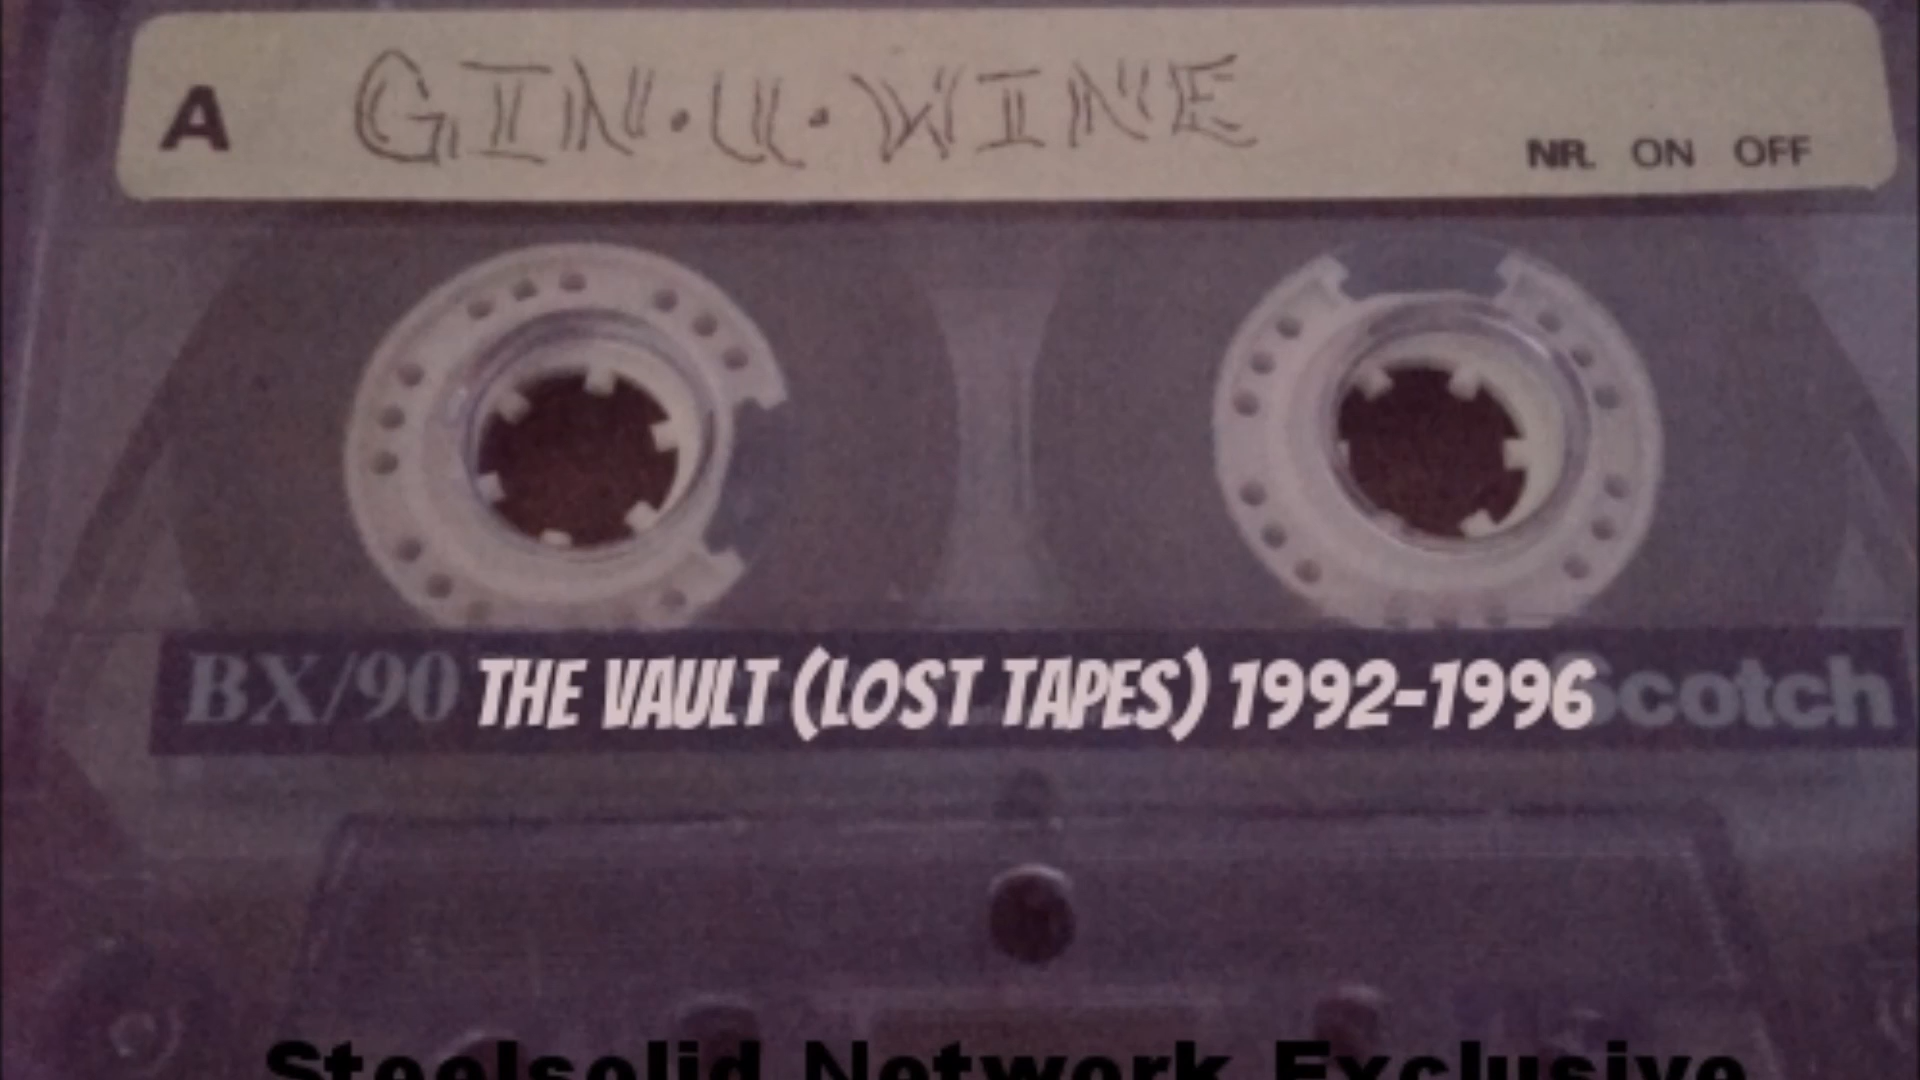 A GIN·U·WINE
NR. ON OFF
BX/90 THE VAULT (LOST TAPES) 1992-1996 Scotch
Steelsolid Network Exclusive